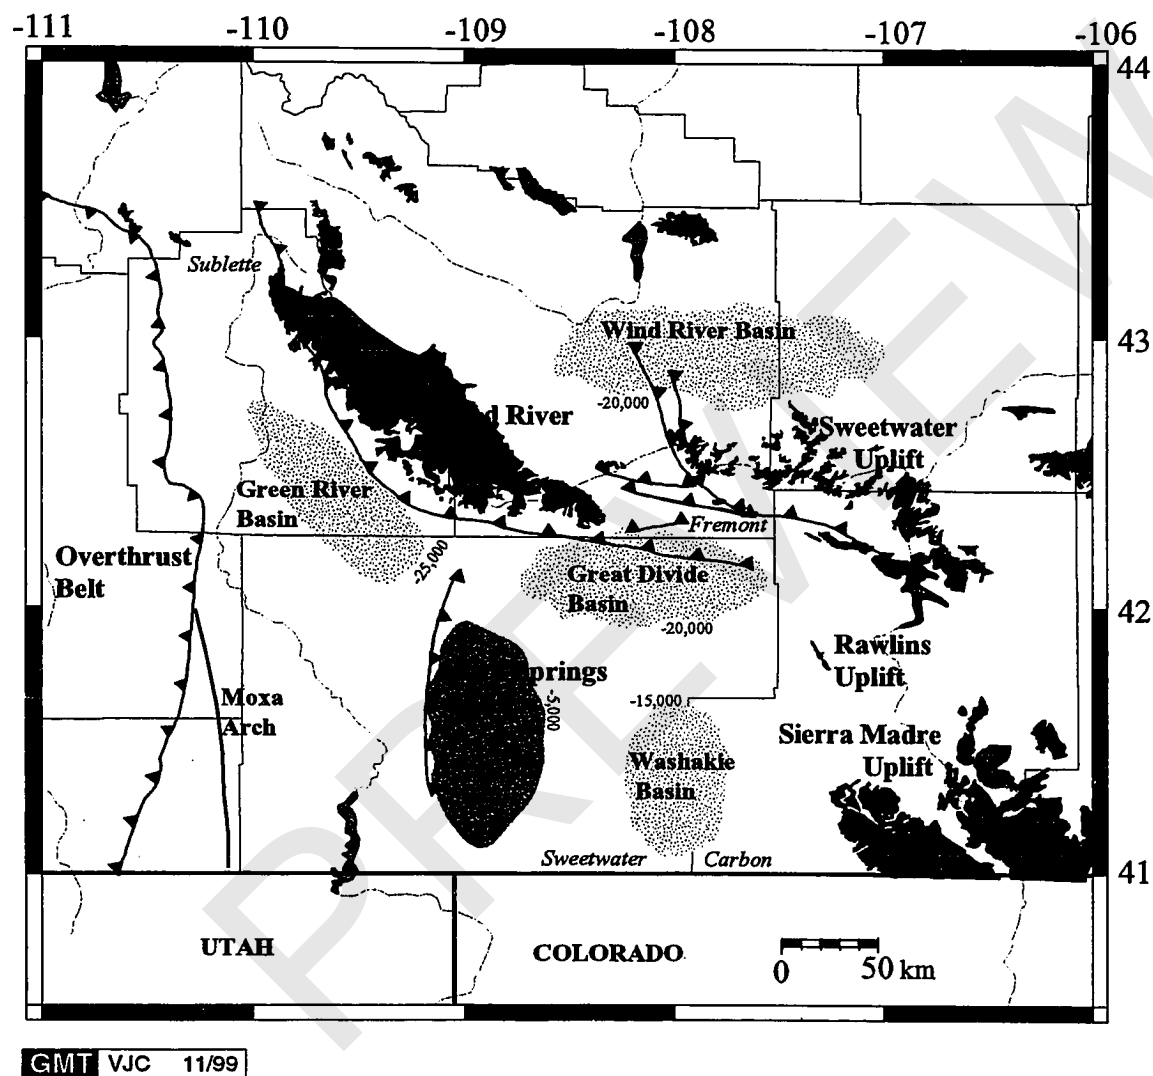 -111 -110 -109 -108 -107 -106
44
Sublette
43
Wind River Basin
-20,000
d River
Sweetwater
Uplift
Green River
Basin
Fremont
-25,000
Overthrust
Belt
Great Divide
Basin
42
-20,000
Rawlins
Uplift
prings
-5,000
-15,000
Moxa
Arch
Sierra Madre
Uplift
Washakie
Basin
Sweetwater
Carbon
41
UTAH
COLORADO
0 50 km
GMT VJC 11/99
PREVIEW